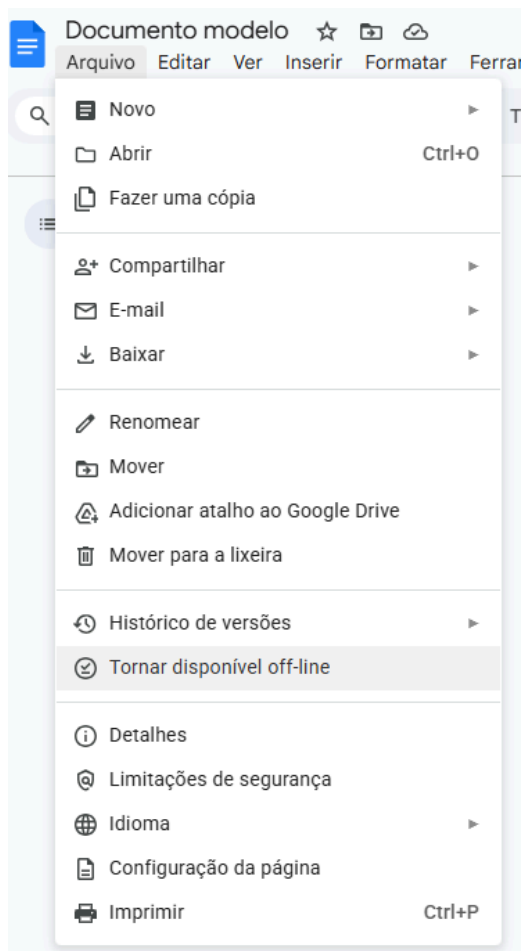 Documento modelo
Arquivo Editar Ver Inserir Formatar
Novo
Abrir Ctrl+O
Fazer uma cópia
Compartilhar
E-mail
Baixar
Renomear
Mover
Adicionar atalho ao Google Drive
Mover para a lixeira
Histórico de versões
Tornar disponível off-line
Detalhes
Limitações de segurança
Idioma
Configuração da página
Imprimir Ctrl+P